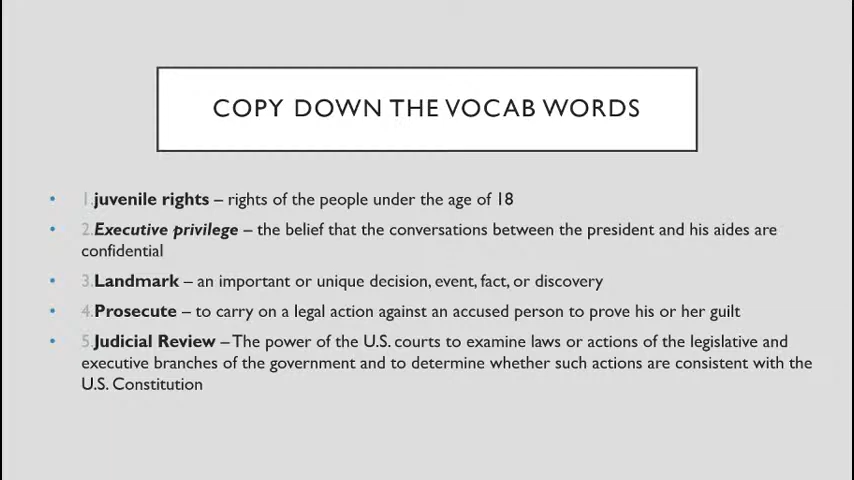 COPY DOWN THE VOCAB WORDS
• 1.juvenile rights – rights of the people under the age of 18
• 2.Executive privilege – the belief that the conversations between the president and his aides are
confidential
• 3.Landmark – an important or unique decision, event, fact, or discovery
• 4.Prosecute – to carry on a legal action against an accused person to prove his or her guilt
• 5.Judicial Review – The power of the U.S. courts to examine laws or actions of the legislative and
executive branches of the government and to determine whether such actions are consistent with the
U.S. Constitution